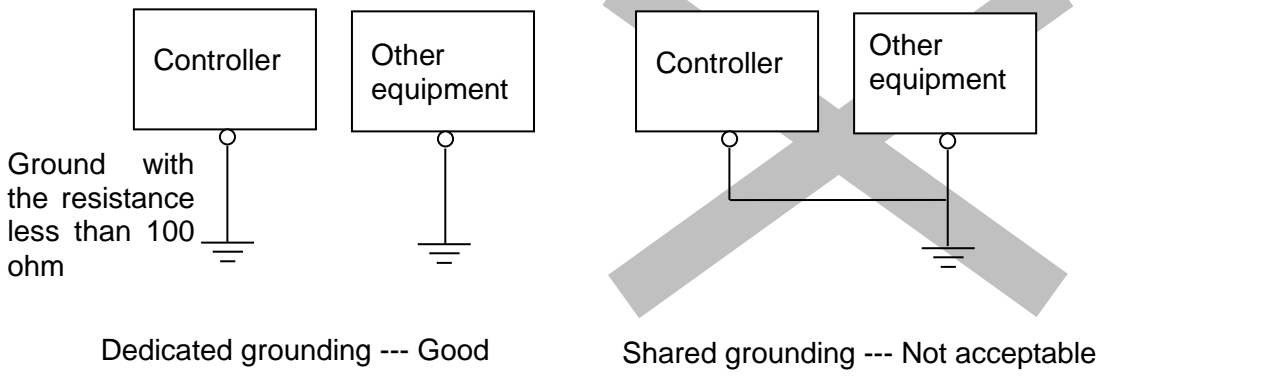 Controller
Other
equipment
Ground with
the resistance
less than 100
ohm
Dedicated grounding --- Good
Controller
Other
equipment
Shared grounding --- Not acceptable